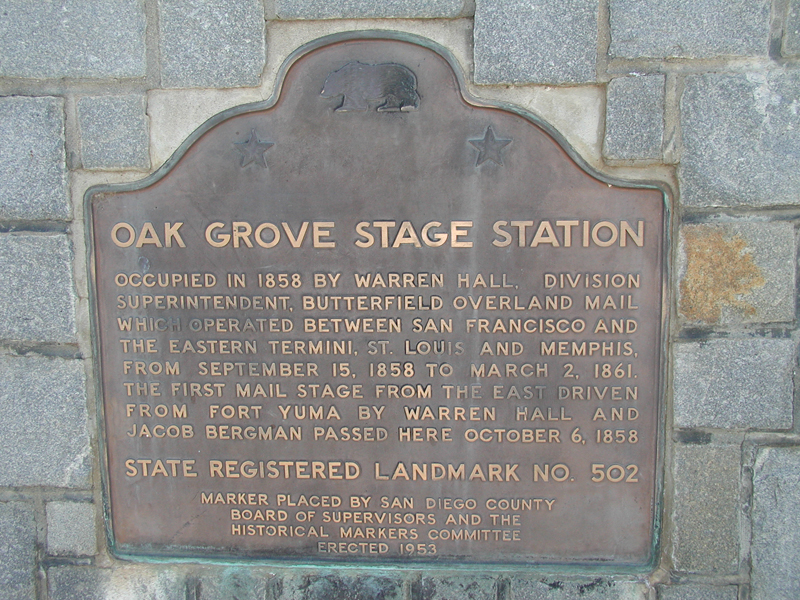 OAK GROVE STAGE STATION
OCCUPIED IN 1858 BY WARREN HALL, DIVISION
SUPERINTENDENT, BUTTERFIELD OVERLAND MAIL
WHICH OPERATED BETWEEN SAN FRANCISCO AND
THE EASTERN TERMINI, ST. LOUIS AND MEMPHIS,
FROM SEPTEMBER 15, 1858 TO MARCH 2, 1861.
THE FIRST MAIL STAGE FROM THE EAST DRIVEN
FROM FORT YUMA BY WARREN HALL AND
JACOB BERGMAN PASSED HERE OCTOBER 6, 1858
STATE REGISTERED LANDMARK NO. 502
MARKER PLACED BY SAN DIEGO COUNTY
BOARD OF SUPERVISORS AND THE
HISTORICAL MARKERS COMMITTEE
ERECTED 1953